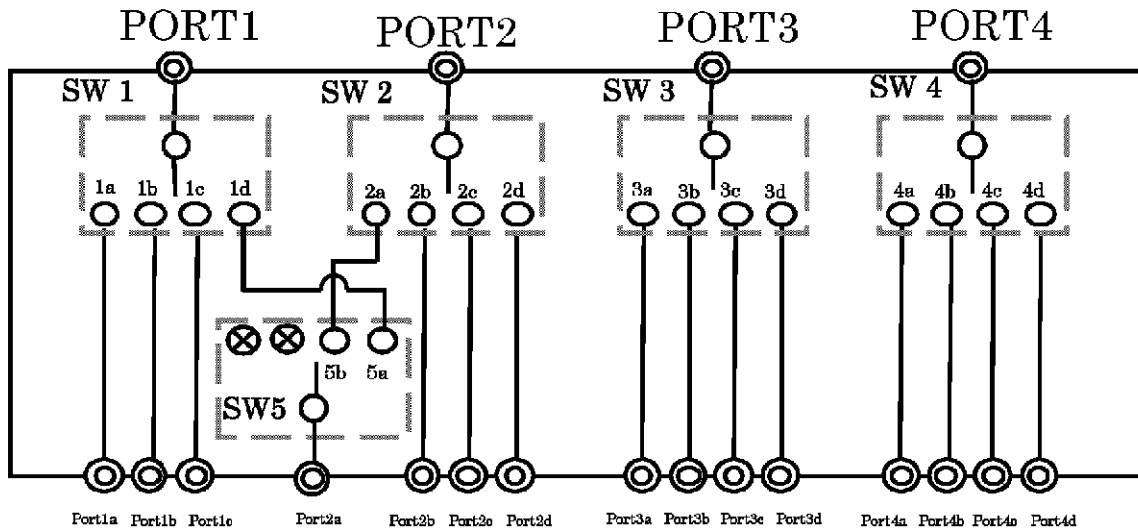 PORT1 PORT2 PORT3 PORT4
SW 1 SW 2 SW 3 SW 4
1a 1b 1c 1d 2a 2b 2c 2d 3a 3b 3c 3d 4a 4b 4c 4d
5b 5a
SW5
Port1a Port1b Port1c Port2a Port2b Port2c Port2d Port3a Port3b Port3c Port3d Port4a Port4b Port4c Port4d